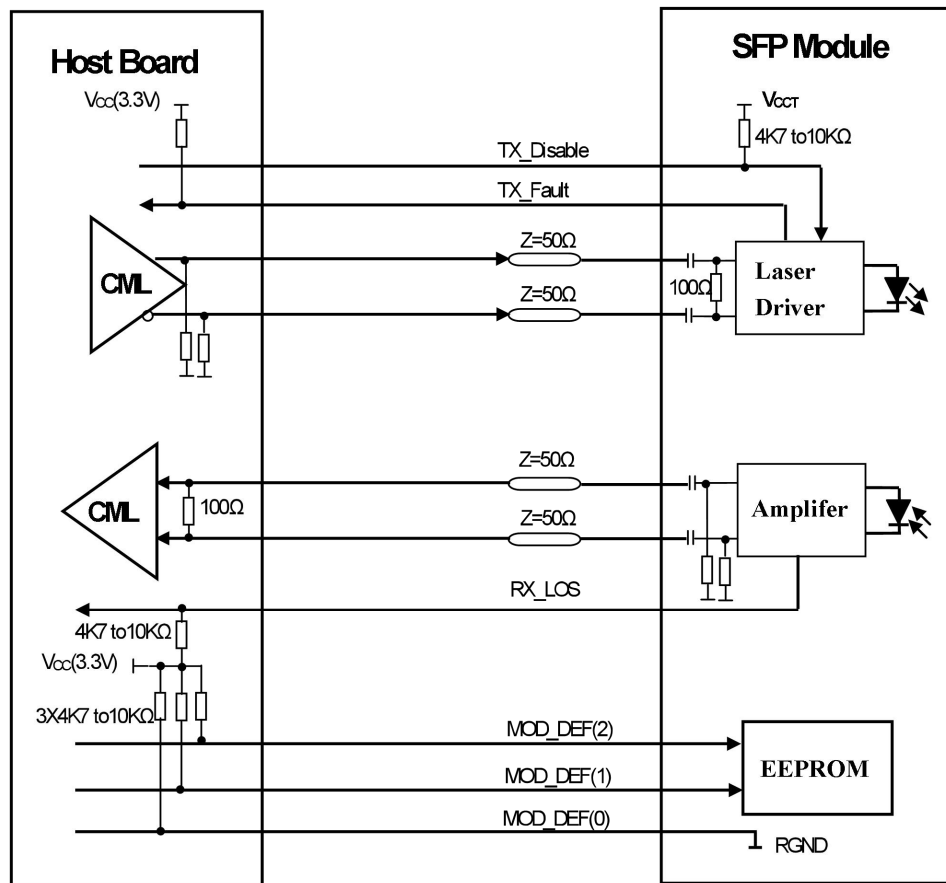 Host Board
SFP Module
Vcc(3.3V)
VCCT
4K7 to10KΩ
TX_Disable
TX_Fault
Z=50Ω
CML
100Ω
Laser
Driver
Z=50Ω
Z=50Ω
CML
100Ω
Z=50Ω
Amplifer
RX_LOS
4K7 to10KΩ
Vcc(3.3V)
3X4K7 to10KΩ
MOD_DEF(2)
EEPROM
MOD_DEF(1)
MOD_DEF(0)
RGND